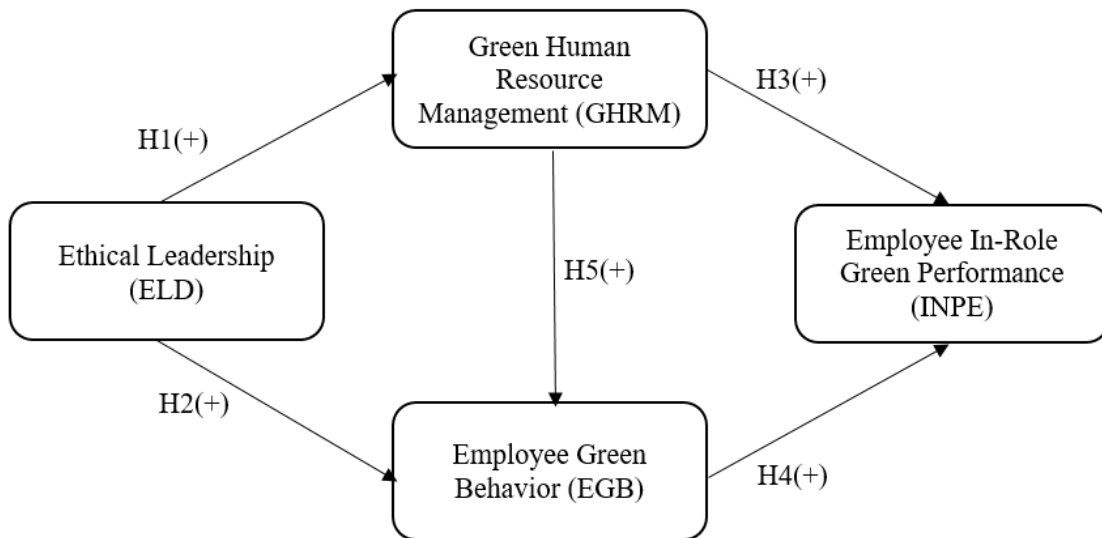 Green Human
Resource
Management (GHRM)
H3(+)
H1(+)
Ethical Leadership
(ELD)
Employee In-Role
Green Performance
(INPE)
H5(+)
H2(+)
Employee Green
Behavior (EGB)
H4(+)